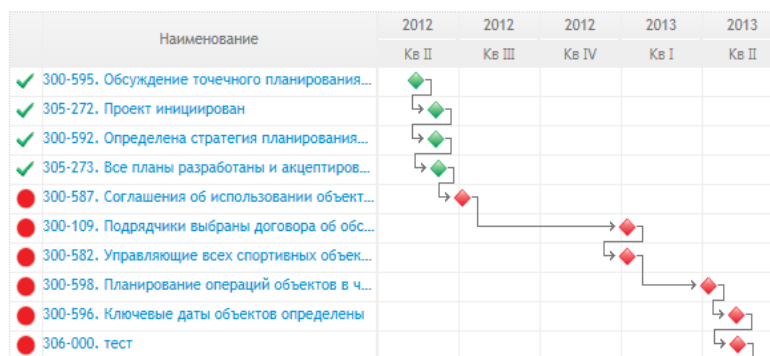 Наименование
2012 2012 2012 2013 2013
Кв II Кв III Кв IV Кв I Кв II
300-595. Обсуждение точечного планирования...
305-272. Проект инициирован
300-592. Определена стратегия планирования...
305-273. Все планы разработаны и акцептиров...
300-587. Соглашения об использовании объект...
300-109. Подрядчики выбраны договора об обс...
300-582. Управляющие всех спортивных объек...
300-598. Планирование операций объектов в ч...
300-596. Ключевые даты объектов определены
306-000. тест